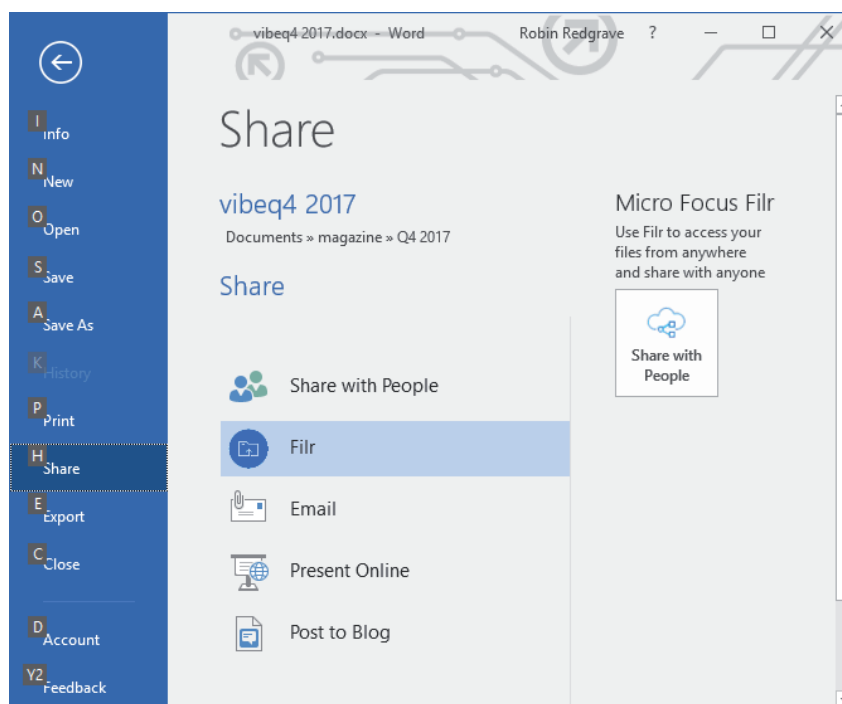 vibeq4 2017.docx - Word
Robin Redgrave
?
I
Info
N
New
O
Open
S
Save
A
Save As
K
History
P
Print
H
Share
E
Export
C
Close
D
Account
Y2
Feedback
Share
vibeq4 2017
Documents » magazine » Q4 2017
Share
Share with People
Filr
Email
Present Online
Post to Blog
Micro Focus Filr
Use Filr to access your
files from anywhere
and share with anyone
Share with
People